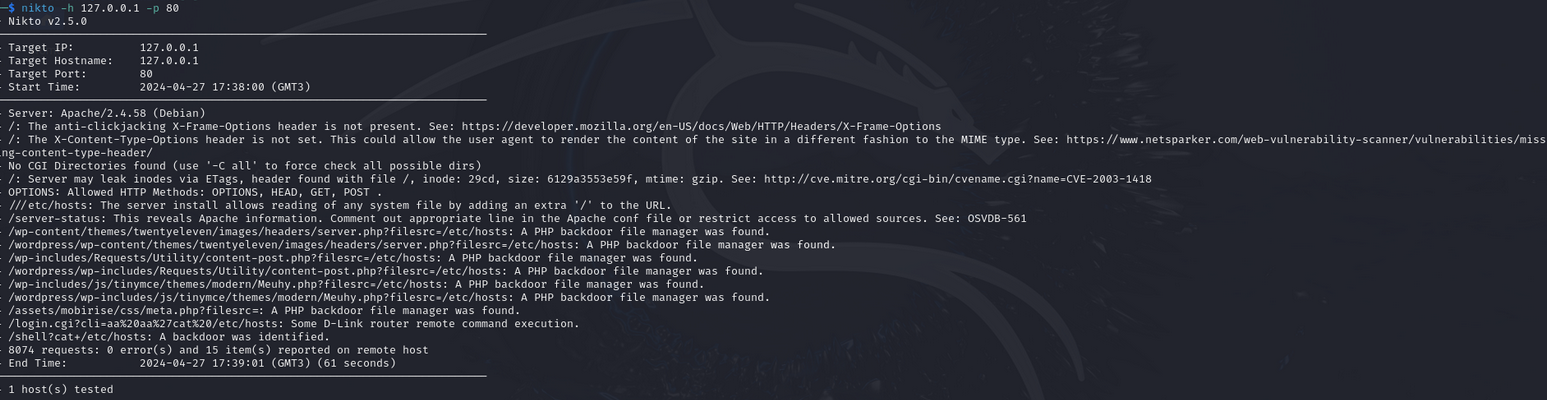 ─$ nikto -h 127.0.0.1 -p 80
- Nikto v2.5.0
- Target IP: 127.0.0.1
- Target Hostname: 127.0.0.1
- Target Port: 80
- Start Time: 2024-04-27 17:38:00 (GMT3)
- Server: Apache/2.4.58 (Debian)
- /: The anti-clickjacking X-Frame-Options header is not present. See: https://developer.mozilla.org/en-US/docs/Web/HTTP/Headers/X-Frame-Options
- /: The X-Content-Type-Options header is not set. This could allow the user agent to render the content of the site in a different fashion to the MIME type. See: https://www.netsparker.com/web-vulnerability-scanner/vulnerabilities/miss
ng-content-type-header/
- No CGI Directories found (use '-C all' to force check all possible dirs)
- /: Server may leak inodes via ETags, header found with file /, inode: 29cd, size: 6129a3553e59f, mtime: gzip. See: http://cve.mitre.org/cgi-bin/cvename.cgi?name=CVE-2003-1418
- OPTIONS: Allowed HTTP Methods: OPTIONS, HEAD, GET, POST .
- ///etc/hosts: The server install allows reading of any system file by adding an extra '/' to the URL.
- /server-status: This reveals Apache information. Comment out appropriate line in the Apache conf file or restrict access to allowed sources. See: OSVDB-561
- /wp-content/themes/twentyeleven/images/headers/server.php?filesrc=/etc/hosts: A PHP backdoor file manager was found.
- /wordpress/wp-content/themes/twentyeleven/images/headers/server.php?filesrc=/etc/hosts: A PHP backdoor file manager was found.
- /wp-includes/Requests/Utility/content-post.php?filesrc=/etc/hosts: A PHP backdoor file manager was found.
- /wordpress/wp-includes/Requests/Utility/content-post.php?filesrc=/etc/hosts: A PHP backdoor file manager was found.
- /wp-includes/js/tinymce/themes/modern/Meuhy.php?filesrc=/etc/hosts: A PHP backdoor file manager was found.
- /wordpress/wp-includes/js/tinymce/themes/modern/Meuhy.php?filesrc=/etc/hosts: A PHP backdoor file manager was found.
- /assets/mobirise/css/meta.php?filesrc=: A PHP backdoor file manager was found.
- /login.cgi?cli=aa%20aa%27cat%20/etc/hosts: Some D-Link router remote command execution.
- /shell?cat+/etc/hosts: A backdoor was identified.
- 8074 requests: 0 error(s) and 15 item(s) reported on remote host
- End Time: 2024-04-27 17:39:01 (GMT3) (61 seconds)
- 1 host(s) tested